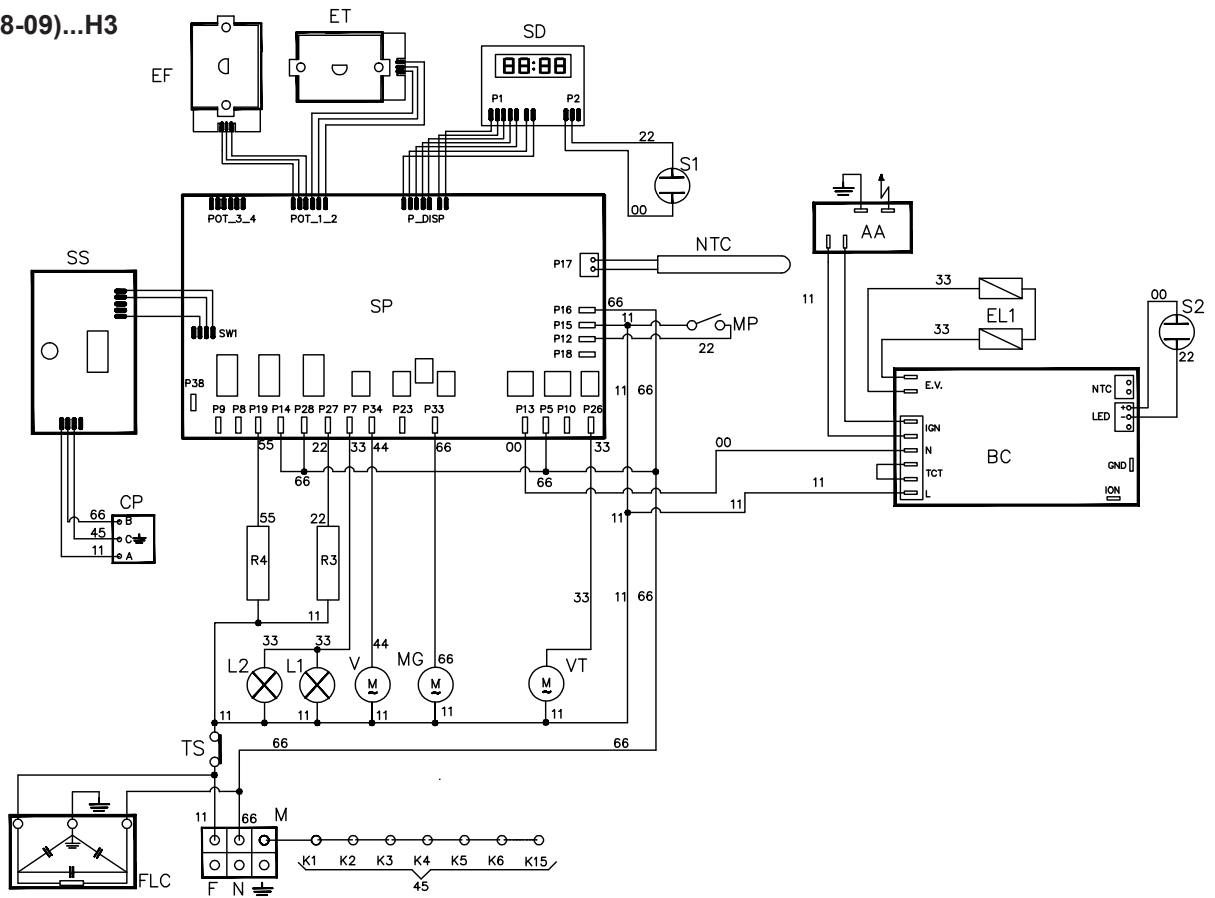 8-09)...H3
ET
SD
EF
88:88
P1 P2
22
S1
00
POT_3_4 POT_1_2 P_DISP
AA
SS
NTC
P17
11
33
EL1
33
00
S2
22
SP
P16 66
P15 11
MP
P12
22
P18
SW1
P38
P9 P8 P19 P14 P28 P27 P7 P34 P23 P33 P13 P5 P10 P26
11 66
E.V.
NTC
LED + -
IGN
N
TCT
L
BC
GND
ION
55 22 33 44 66 00 33
66 66
00
11
11
11
CP
66 B
45 C
11 A
55 22
R4 R3
11
33 11 66
33 33 44
L2 L1 V MG 66 VT
M M M
11 11 11 11 11
TS
66 66
11 66 M
K1 K2 K3 K4 K5 K6 K15
45
FLC
F N